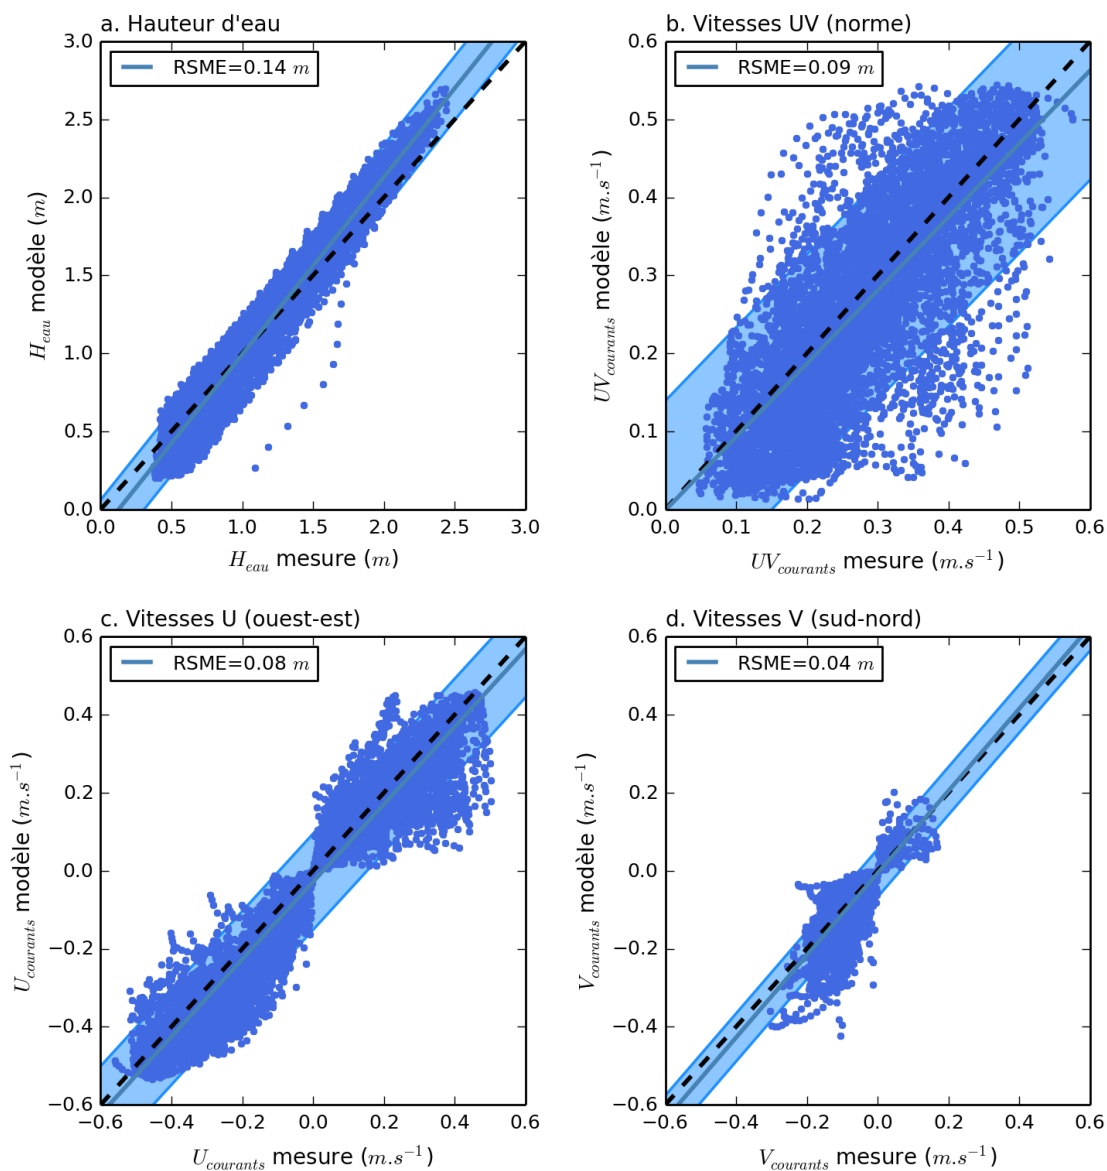 a. Hauteur d'eau
RSME=0.14 m
3.0
2.5
2.0
1.5
1.0
0.5
0.0
H_eau modèle (m)
0.0 0.5 1.0 1.5 2.0 2.5 3.0
H_eau mesure (m)
b. Vitesses UV (norme)
RSME=0.09 m
0.6
0.5
0.4
0.3
0.2
0.1
0.0
UV_courants modèle (m.s⁻¹)
0.0 0.1 0.2 0.3 0.4 0.5 0.6
UV_courants mesure (m.s⁻¹)
c. Vitesses U (ouest-est)
RSME=0.08 m
0.6
0.4
0.2
0.0
−0.2
−0.4
−0.6
U_courants modèle (m.s⁻¹)
−0.6 −0.4 −0.2 0.0 0.2 0.4 0.6
U_courants mesure (m.s⁻¹)
d. Vitesses V (sud-nord)
RSME=0.04 m
0.6
0.4
0.2
0.0
−0.2
−0.4
−0.6
V_courants modèle (m.s⁻¹)
−0.6 −0.4 −0.2 0.0 0.2 0.4 0.6
V_courants mesure (m.s⁻¹)